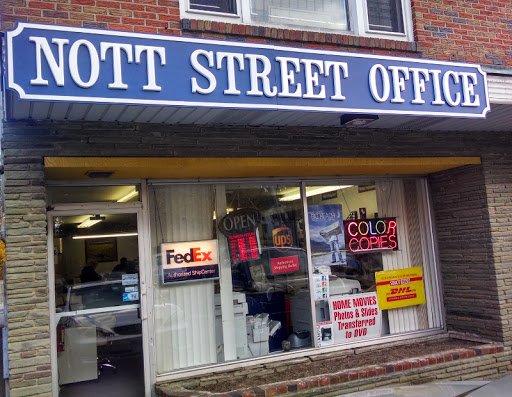 NOTT STREET OFFICE
OPEN
FedEx
Authorized ShipCenter
ups
COLOR
COPIES
DHL
HOME MOVIES
Photos & Slides
Transferred
to DVD